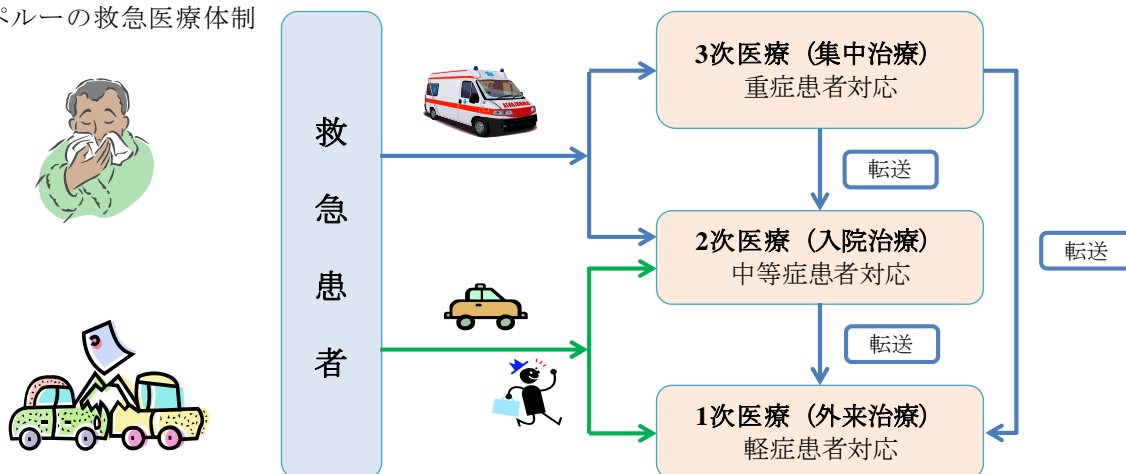 ペルーの救急医療体制
救急患者
3次医療（集中治療）
重症患者対応
転送
2次医療（入院治療）
中等症患者対応
転送
転送
1次医療（外来治療）
軽症患者対応